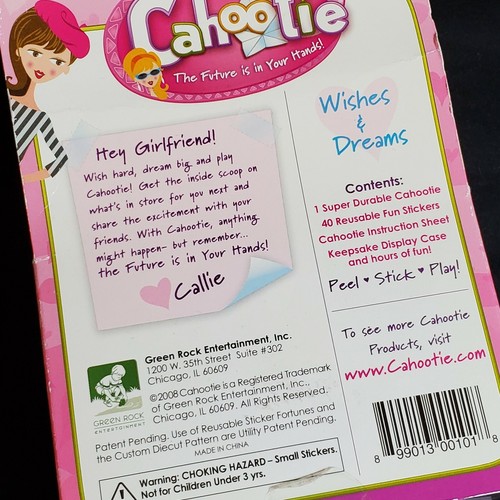 Cahootie
The Future is in Your Hands!
Hey Girlfriend!
Wish hard, dream big and play
Cahootie! Get the inside scoop on
what's in store for you next and
share the excitement with your
friends. With Cahootie, anything
might happen- but remember...
the Future is in Your Hands!
Callie
Wishes
&
Dreams
Contents:
1 Super Durable Cahootie
40 Reusable Fun Stickers
Cahootie Instruction Sheet
Keepsake Display Case
and hours of fun!
Peel ♥ Stick ♥ Play!
To see more Cahootie
Products, visit
www.Cahootie.com
GREEN ROCK
ENTERTAINMENT
Green Rock Entertainment, Inc.
1200 W. 35th Street Suite #302
Chicago, IL 60609
©2008 Cahootie is a Registered Trademark
of Green Rock Entertainment, Inc.,
Chicago, IL 60609. All Rights Reserved.
Patent Pending. Use of Reusable Sticker Fortunes and
the Custom Diecut Pattern are Utility Patent Pending.
MADE IN CHINA
Warning: CHOKING HAZARD – Small Stickers.
Not for Children Under 3 yrs.
8 99013 00101 8